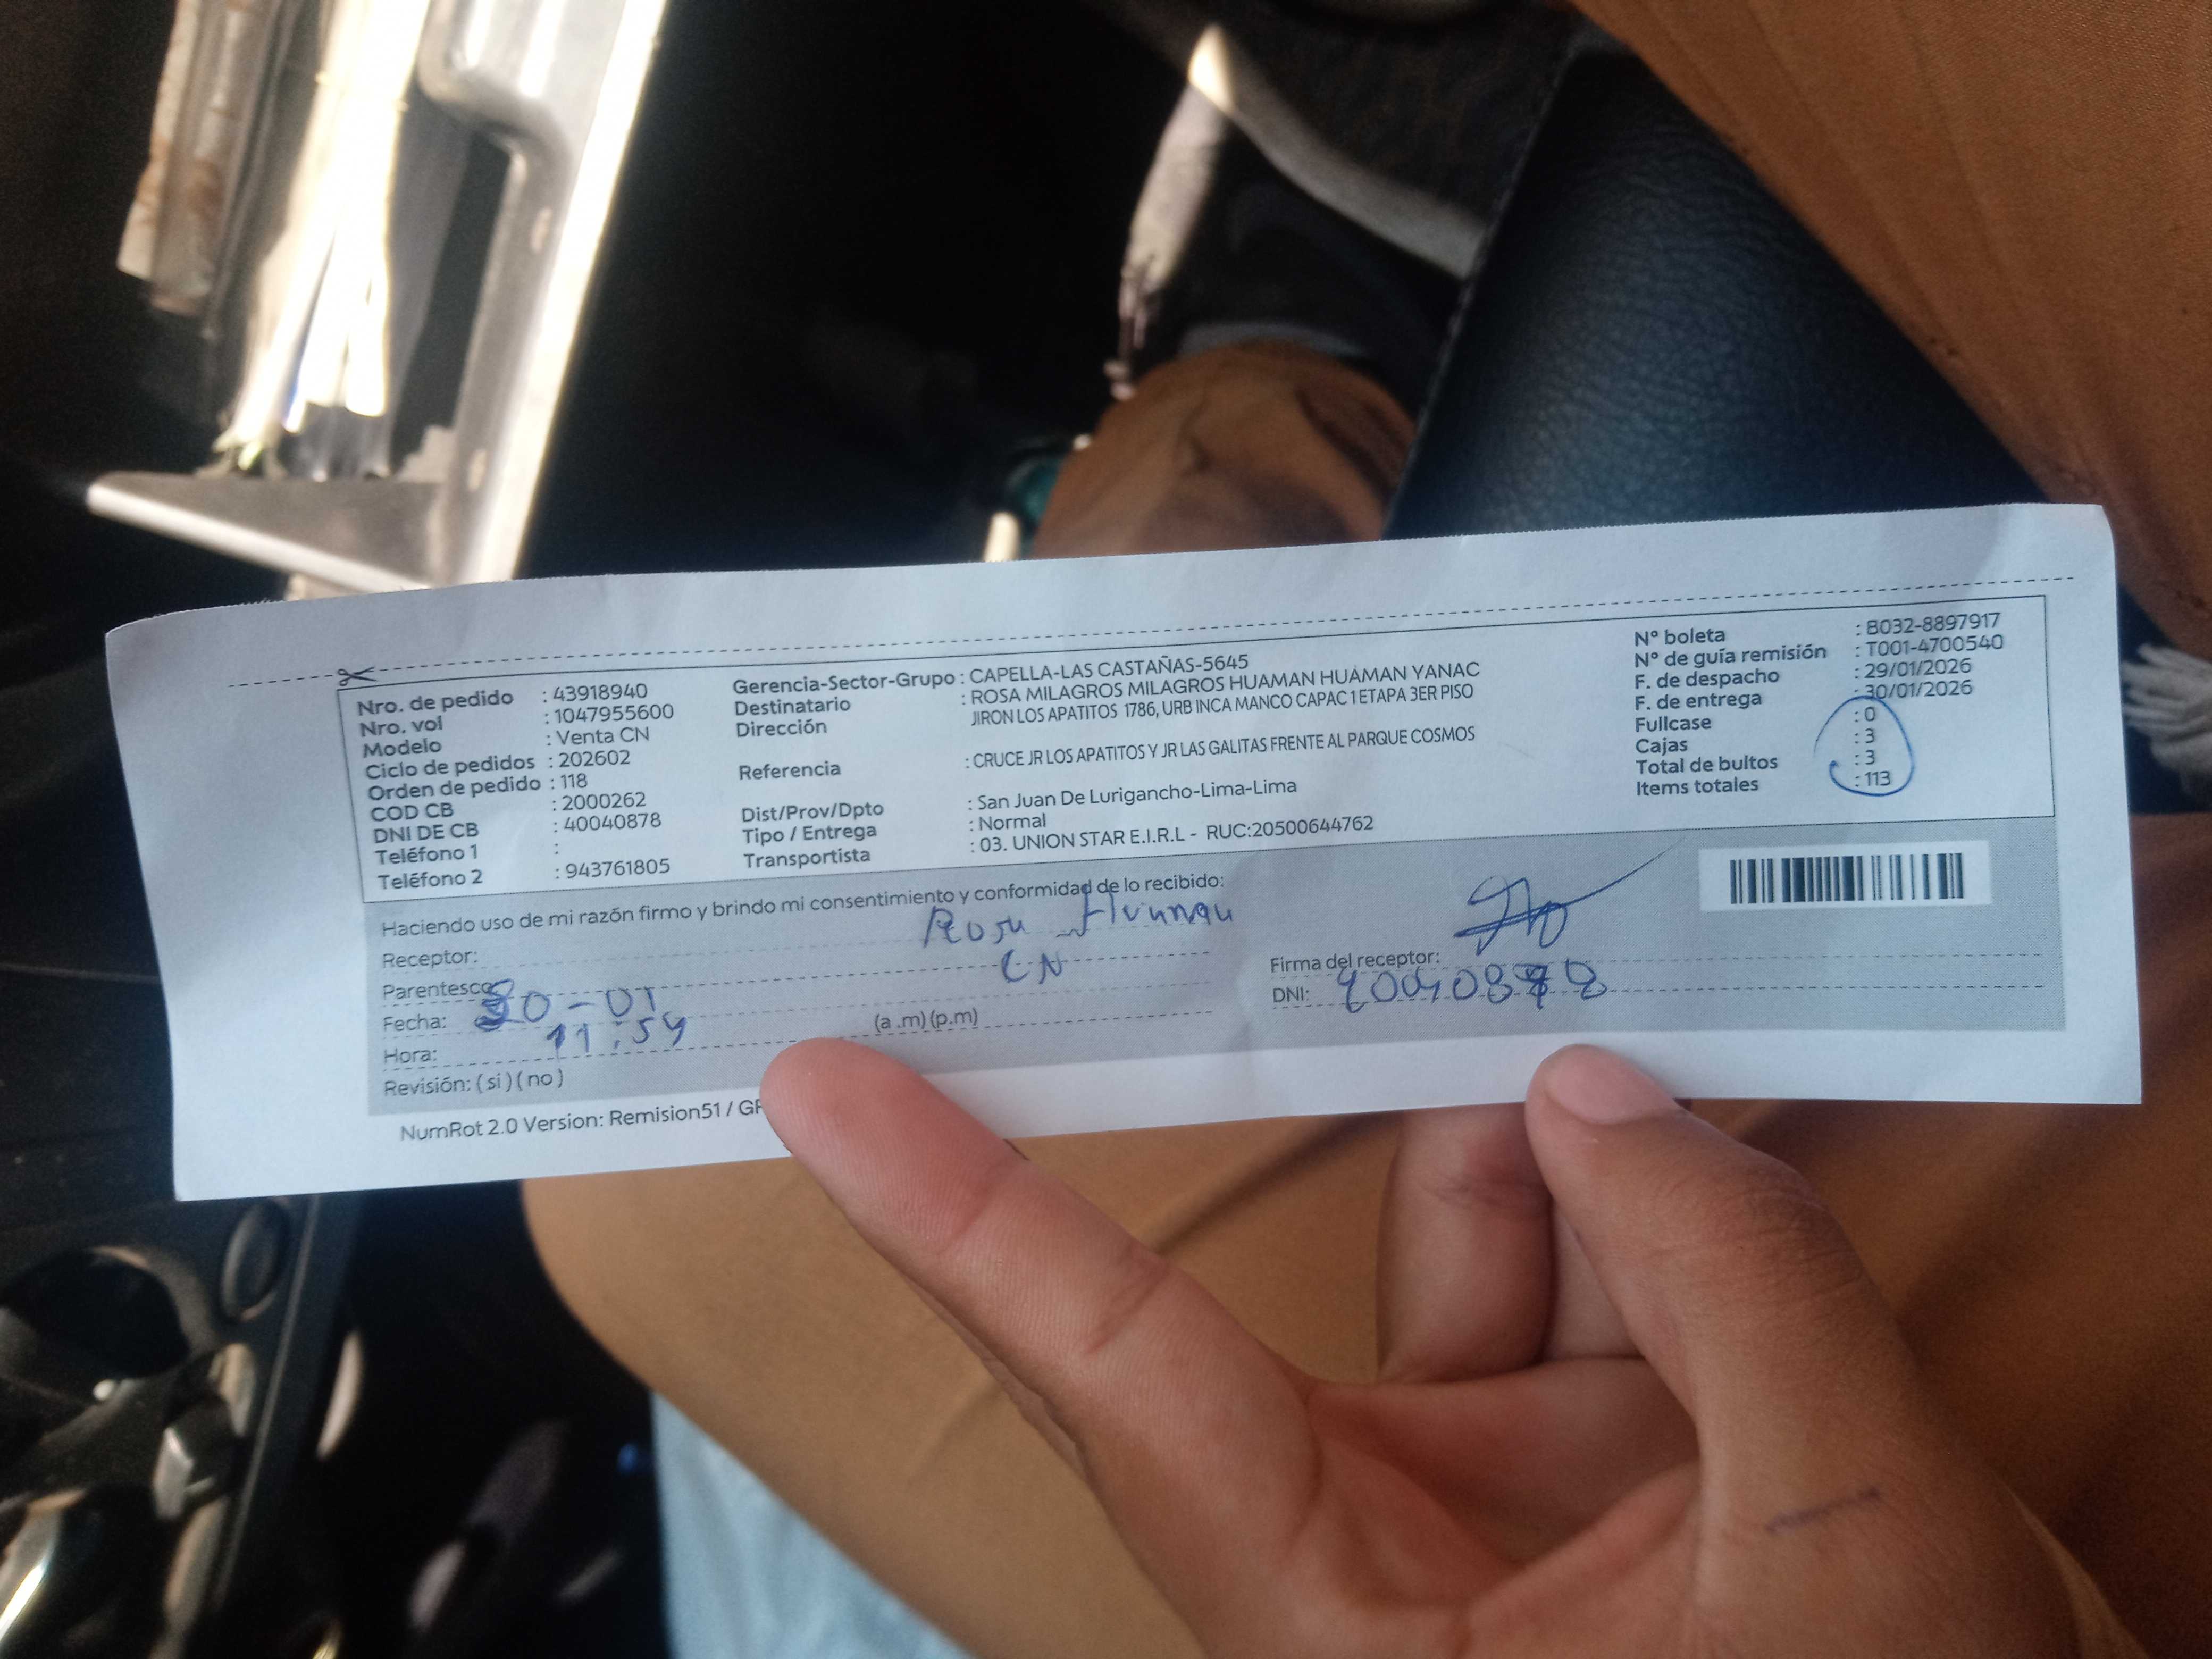 Nro. de pedido : 43918940
Nro. vol : 1047955600
Modelo : Venta CN
Ciclo de pedidos : 202602
Orden de pedido : 118
COD CB : 2000262
DNI DE CB : 40040878
Teléfono 1 :
Teléfono 2 : 943761805
Gerencia-Sector-Grupo : CAPELLA-LAS CASTAÑAS-5645
Destinatario : ROSA MILAGROS MILAGROS HUAMAN HUAMAN YANAC
Dirección JIRON LOS APATITOS 1786, URB INCA MANCO CAPAC 1 ETAPA 3ER PISO
Referencia : CRUCE JR LOS APATITOS Y JR LAS GALITAS FRENTE AL PARQUE COSMOS
Dist/Prov/Dpto : San Juan De Lurigancho-Lima-Lima
Tipo / Entrega : Normal
Transportista : 03. UNION STAR E.I.R.L - RUC:20500644762
N° boleta : B032-8897917
N° de guía remisión : T001-4700540
F. de despacho : 29/01/2026
F. de entrega : 30/01/2026
Fullcase : 0
Cajas : 3
Total de bultos : 3
Items totales : 113
Haciendo uso de mi razón firmo y brindo mi consentimiento y conformidad de lo recibido:
Receptor: Rosa Huaman
Parentesco: CN
Fecha: 30-01
Hora: 11:54 (a .m) (p.m)
Revisión: ( si ) ( no )
Firma del receptor:
DNI: 40040878
NumRot 2.0 Version: Remision51 /